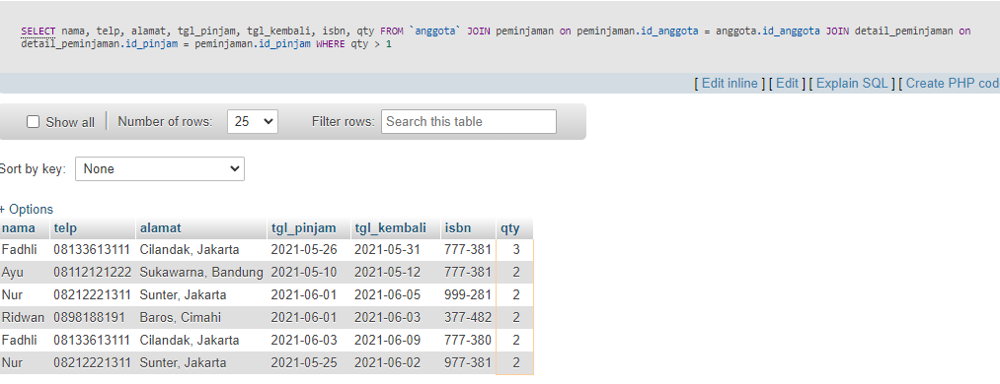 SELECT nama, telp, alamat, tgl_pinjam, tgl_kembali, isbn, qty FROM `anggota` JOIN peminjaman on peminjaman.id_anggota = anggota.id_anggota JOIN detail_peminjaman on
detail_peminjaman.id_pinjam = peminjaman.id_pinjam WHERE qty > 1
[ Edit inline ] [ Edit ] [ Explain SQL ] [ Create PHP cod
Show all Number of rows: 25 Filter rows: Search this table
Sort by key: None
+ Options
nama telp alamat tgl_pinjam tgl_kembali isbn qty
Fadhli 08133613111 Cilandak, Jakarta 2021-05-26 2021-05-31 777-381 3
Ayu 08112121222 Sukawarna, Bandung 2021-05-10 2021-05-12 777-381 2
Nur 08212221311 Sunter, Jakarta 2021-06-01 2021-06-05 999-281 2
Ridwan 0898188191 Baros, Cimahi 2021-06-01 2021-06-03 377-482 2
Fadhli 08133613111 Cilandak, Jakarta 2021-06-03 2021-06-09 777-380 2
Nur 08212221311 Sunter, Jakarta 2021-05-25 2021-06-02 977-381 2